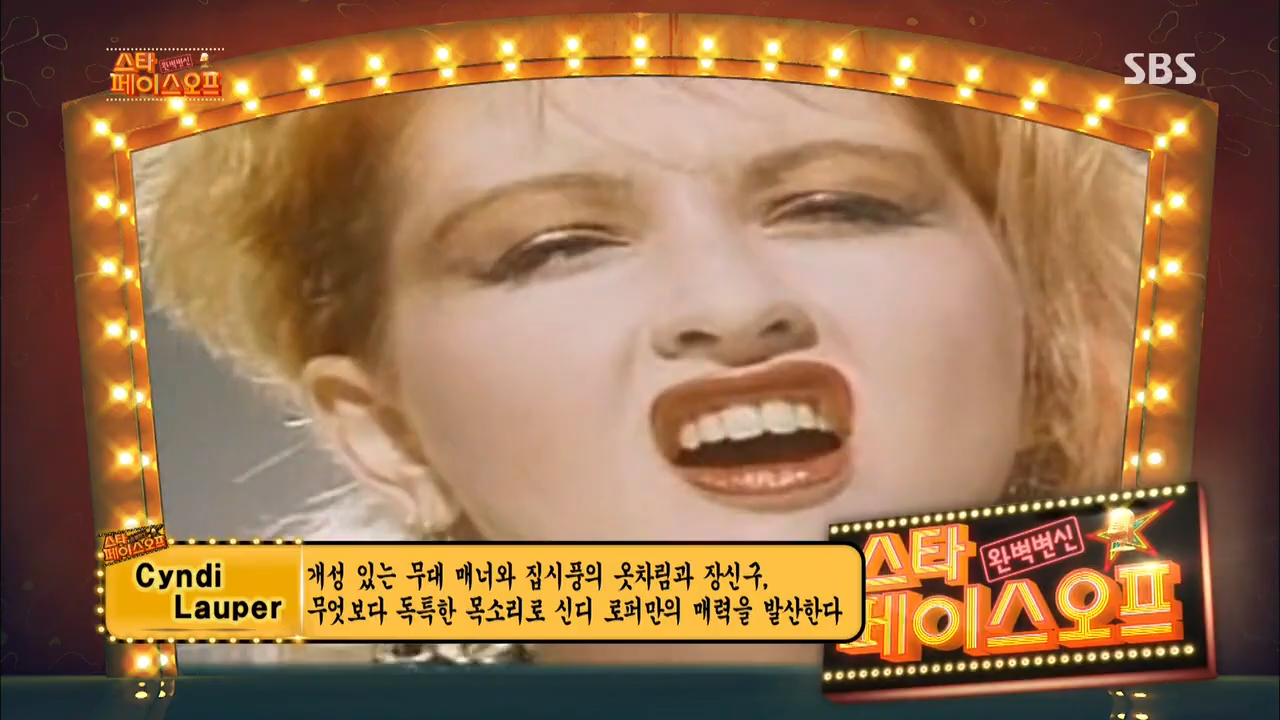 스타
완벽변신
페이스오프
SBS
스타
페이스오프
Cyndi
Lauper
개성 있는 무대 매너와 집시풍의 옷차림과 장신구,
무엇보다 독특한 목소리로 신디 로퍼만의 매력을 발산한다
스타
완벽변신
페이스오프